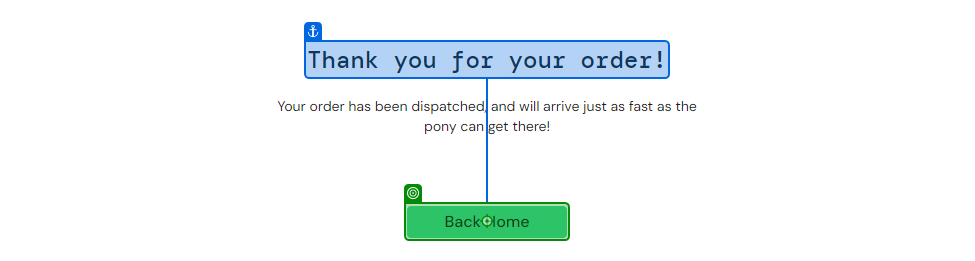 Thank you for your order!
Your order has been dispatched, and will arrive just as fast as the
pony can get there!
Back Home